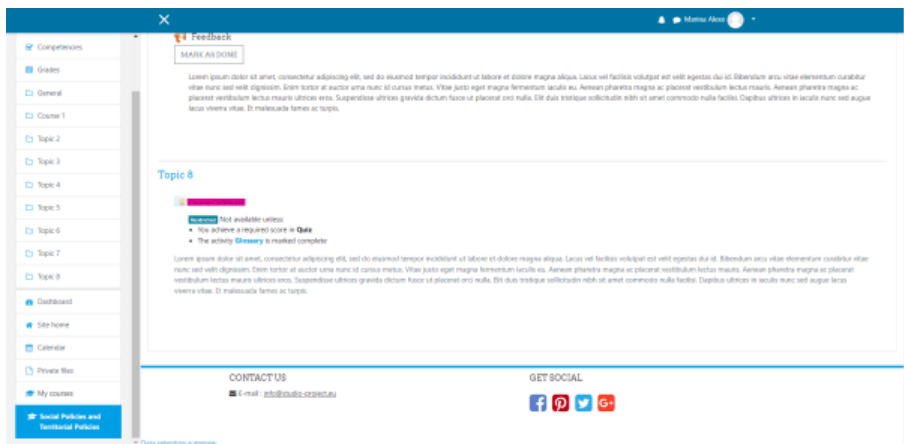 Marina Aleos
Competencies
Grades
General
Course 1
Topic 2
Topic 3
Topic 4
Topic 5
Topic 6
Topic 7
Topic 8
Dashboard
Site home
Calendar
Private files
My courses
Social Policies and
Territorial Policies
Feedback
MARK AS DONE
Lorem ipsum dolor sit amet, consectetur adipiscing elit, sed do eiusmod tempor incididunt ut labore et dolore magna aliqua. Lacus vel facilisis volutpat est velit egestas dui id. Bibendum arcu vitae elementum curabitur
vitae nunc sed velit dignissim. Enim tortor at auctor urna nunc id cursus metus. Vitae justo eget magna fermentum iaculis eu. Aenean pharetra magna ac placerat vestibulum lectus mauris. Aenean pharetra magna ac
placerat vestibulum lectus mauris ultrices eros. Suspendisse ultrices gravida dictum fusce ut placerat orci nulla. Elit duis tristique sollicitudin nibh sit amet commodo nulla facilisi. Dapibus ultrices in iaculis nunc sed augue
lacus viverra vitae. Et malesuada fames ac turpis.
Topic 8
Restricted Not available unless:
• You achieve a required score in Quiz
• The activity Glossary is marked complete
Lorem ipsum dolor sit amet, consectetur adipiscing elit, sed do eiusmod tempor incididunt ut labore et dolore magna aliqua. Lacus vel facilisis volutpat est velit egestas dui id. Bibendum arcu vitae elementum curabitur vitae
nunc sed velit dignissim. Enim tortor at auctor urna nunc id cursus metus. Vitae justo eget magna fermentum iaculis eu. Aenean pharetra magna ac placerat vestibulum lectus mauris. Aenean pharetra magna ac placerat
vestibulum lectus mauris ultrices eros. Suspendisse ultrices gravida dictum fusce ut placerat orci nulla. Elit duis tristique sollicitudin nibh sit amet commodo nulla facilisi. Dapibus ultrices in iaculis nunc sed augue lacus
viverra vitae. Et malesuada fames ac turpis.
CONTACT US
E-mail : info@studio-project.eu
GET SOCIAL
Data retention summary